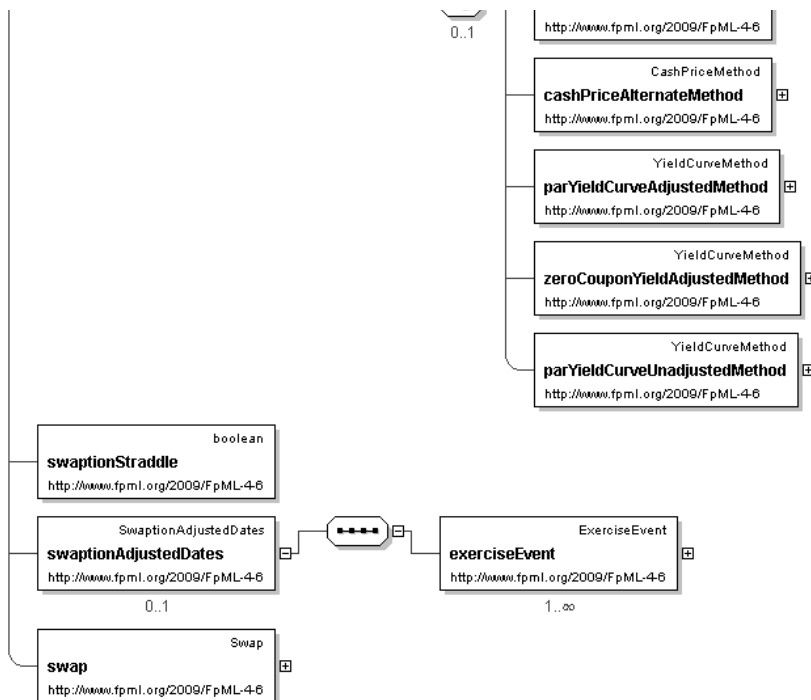 http://www.fpml.org/2009/FpML-4-6
0..1
CashPriceMethod
cashPriceAlternateMethod
http://www.fpml.org/2009/FpML-4-6
YieldCurveMethod
parYieldCurveAdjustedMethod
http://www.fpml.org/2009/FpML-4-6
YieldCurveMethod
zeroCouponYieldAdjustedMethod
http://www.fpml.org/2009/FpML-4-6
YieldCurveMethod
parYieldCurveUnadjustedMethod
http://www.fpml.org/2009/FpML-4-6
boolean
swaptionStraddle
http://www.fpml.org/2009/FpML-4-6
SwaptionAdjustedDates
swaptionAdjustedDates
http://www.fpml.org/2009/FpML-4-6
0..1
ExerciseEvent
exerciseEvent
http://www.fpml.org/2009/FpML-4-6
1..∞
Swap
swap
http://www.fpml.org/2009/FpML-4-6